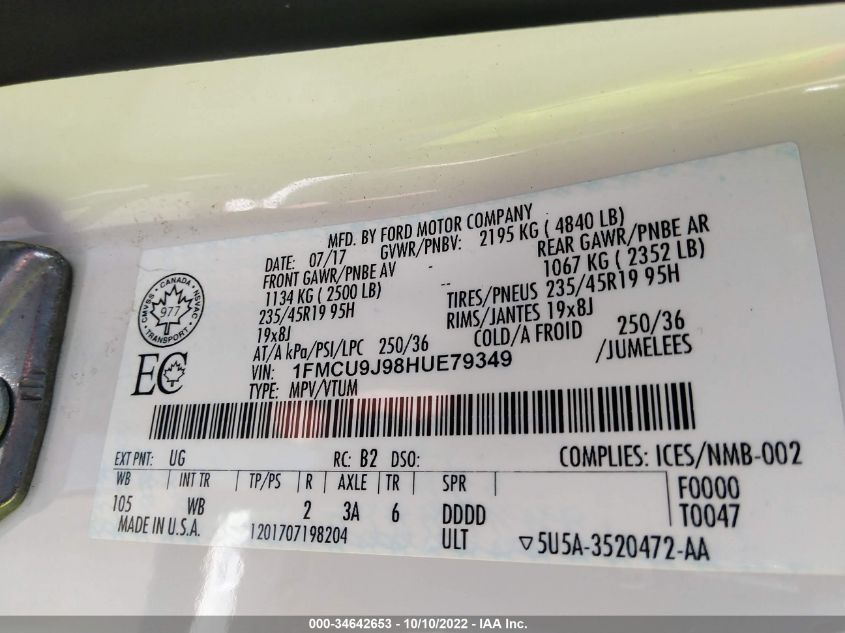 MFD. BY FORD MOTOR COMPANY
DATE: 07/17 GVWR/PNBV: 2195 KG ( 4840 LB)
FRONT GAWR/PNBE AV - REAR GAWR/PNBE AR
1134 KG ( 2500 LB) -- 1067 KG ( 2352 LB)
235/45R19 95H TIRES/PNEUS 235/45R19 95H
19x8J RIMS/JANTES 19x8J
AT/A kPa/PSI/LPC 250/36 COLD/A FROID 250/36
VIN: 1FMCU9J98HUE79349 /JUMELEES
TYPE: MPV/VTUM
CANADA
CMVSS NSVAC
977
TRANSPORT
EC
EXT PNT: UG RC: B2 DSO: COMPLIES: ICES/NMB-002
WB INT TR TP/PS R AXLE TR SPR F0000
105 WB 2 3A 6 DDDD T0047
MADE IN U.S.A. 1201707198204 ULT ▽5U5A-3520472-AA
000-34642653 - 10/10/2022 - IAA Inc.